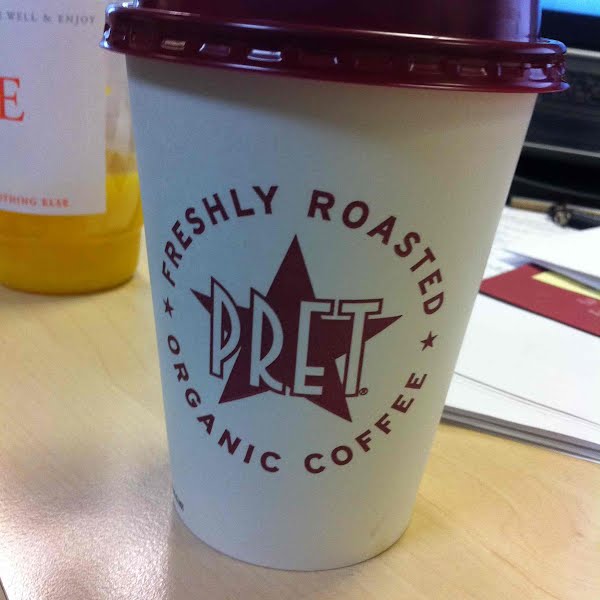 WELL & ENJOY
E
OTHING ELSE
FRESHLY ROASTED
PRET®
ORGANIC COFFEE